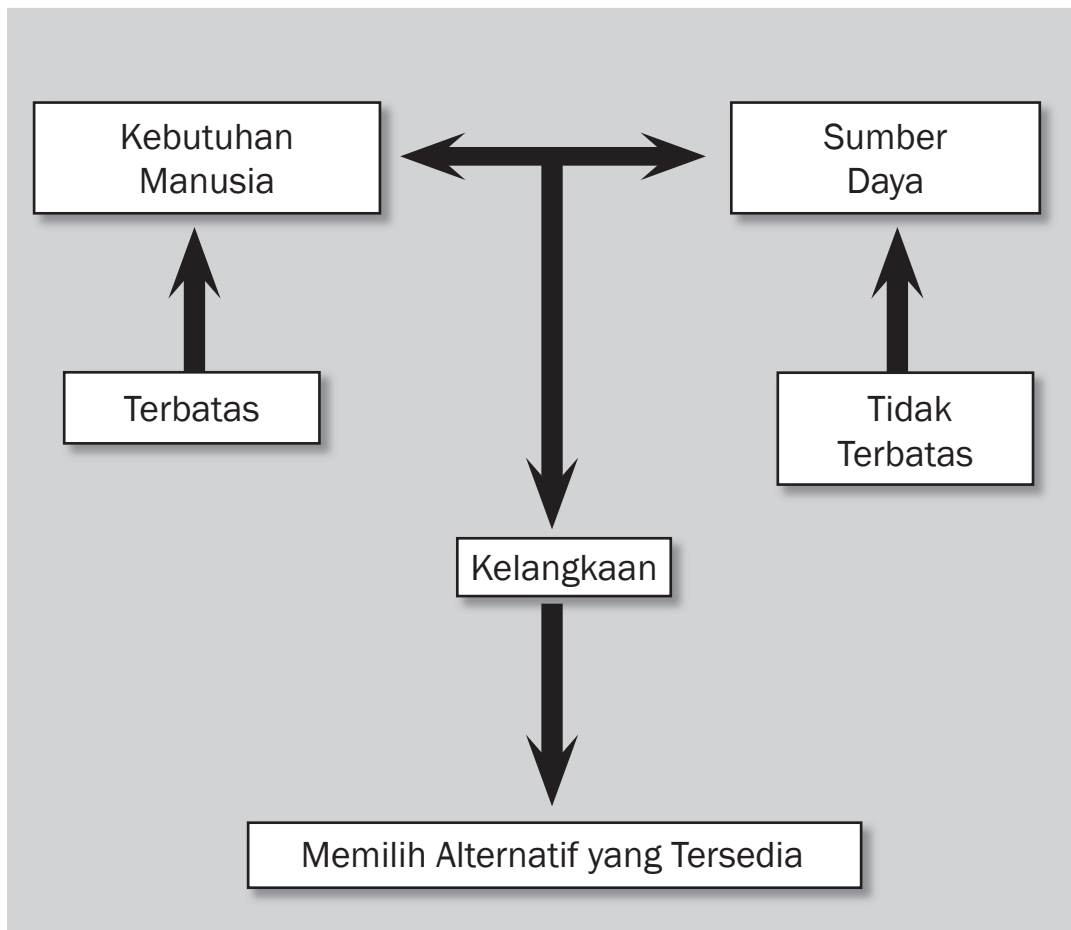 Kebutuhan
Manusia
Sumber
Daya
Terbatas
Tidak
Terbatas
Kelangkaan
Memilih Alternatif yang Tersedia